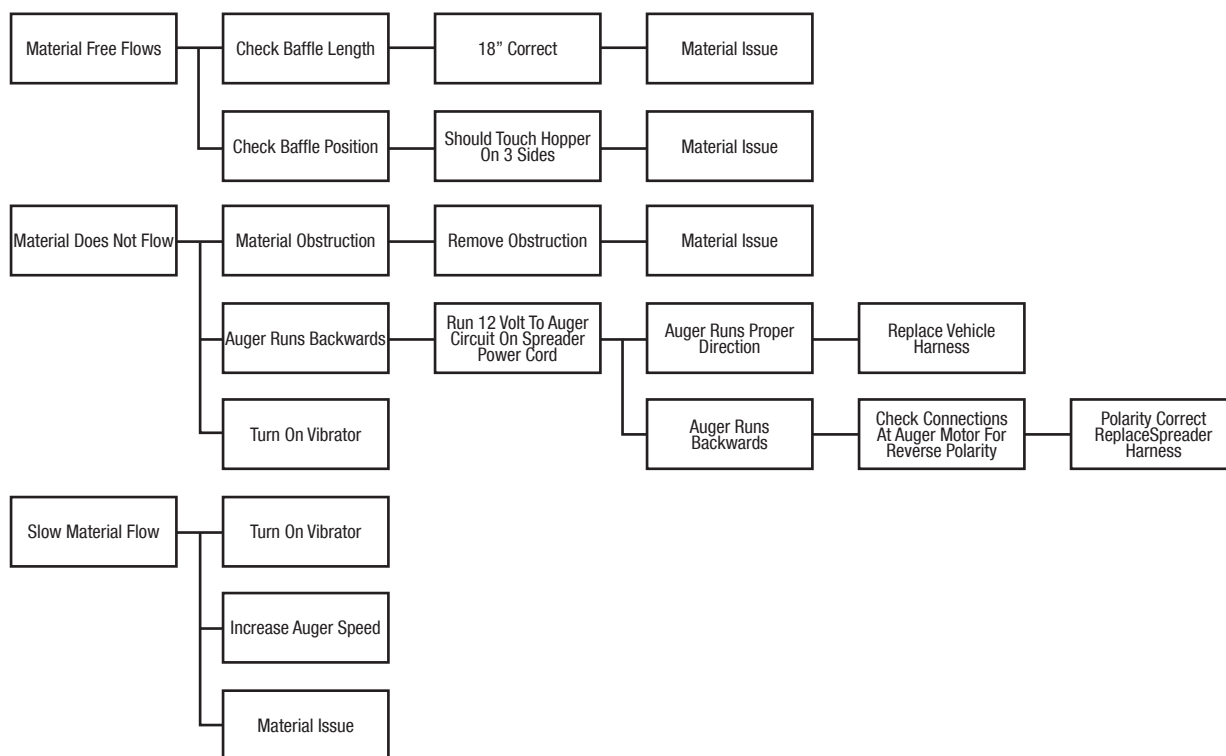 Material Free Flows
Check Baffle Length
18” Correct
Material Issue
Check Baffle Position
Should Touch Hopper
On 3 Sides
Material Issue
Material Does Not Flow
Material Obstruction
Remove Obstruction
Material Issue
Auger Runs Backwards
Run 12 Volt To Auger
Circuit On Spreader
Power Cord
Auger Runs Proper
Direction
Replace Vehicle
Harness
Auger Runs
Backwards
Check Connections
At Auger Motor For
Reverse Polarity
Polarity Correct
ReplaceSpreader
Harness
Turn On Vibrator
Slow Material Flow
Turn On Vibrator
Increase Auger Speed
Material Issue